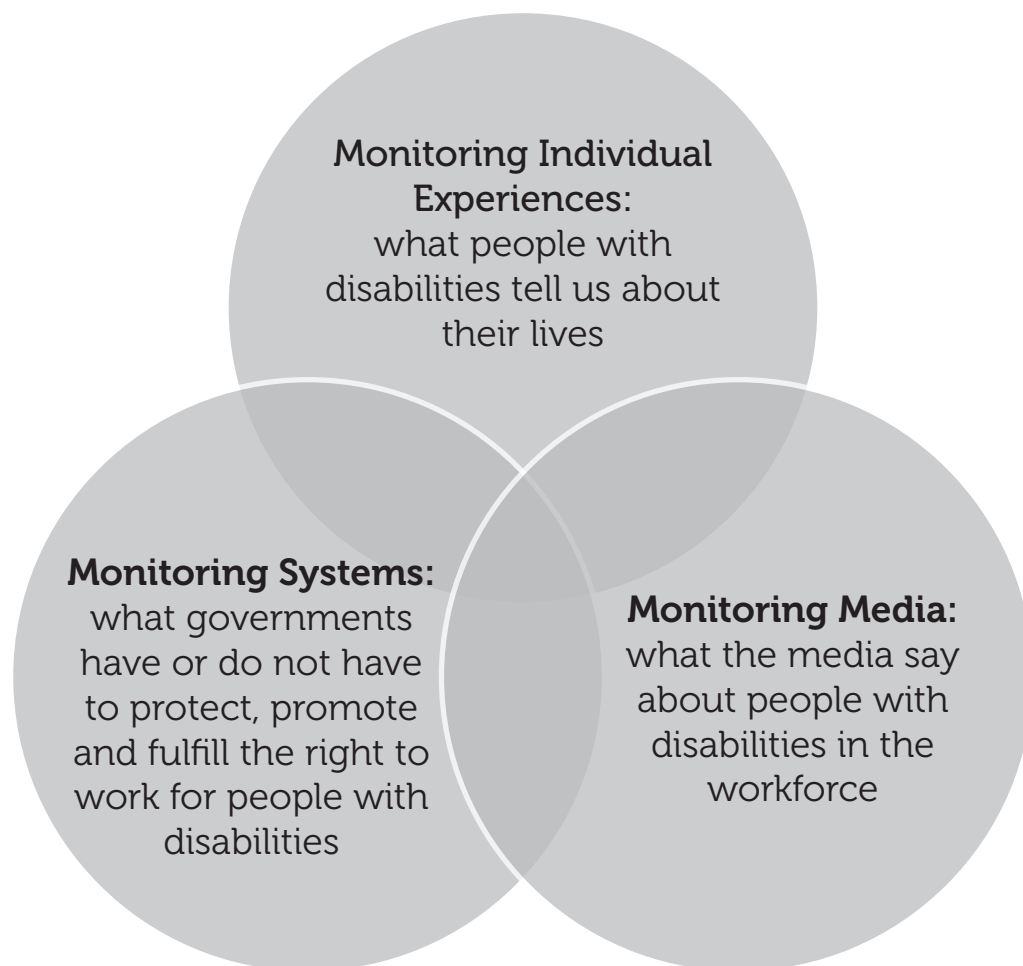 Monitoring Individual
Experiences:
what people with
disabilities tell us about
their lives
Monitoring Systems:
what governments
have or do not have
to protect, promote
and fulfill the right to
work for people with
disabilities
Monitoring Media:
what the media say
about people with
disabilities in the
workforce